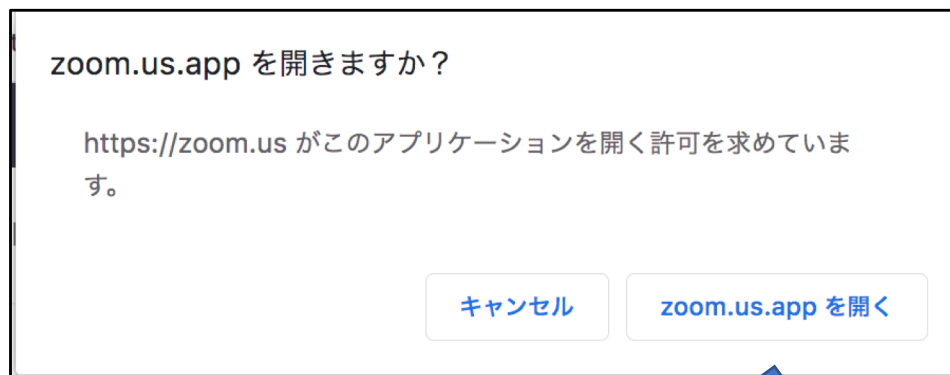 zoom.us.app を開きますか？
https://zoom.us がこのアプリケーションを開く許可を求めていま
す。
キャンセル
zoom.us.app を開く